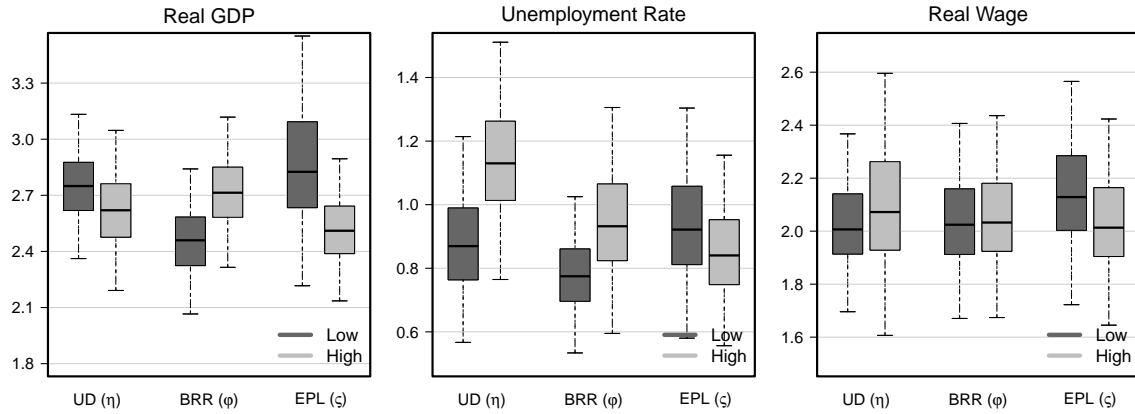 Real GDP
3.3
3.0
2.7
2.4
2.1
1.8
Low
High
UD (η) BRR (φ) EPL (ς)
Unemployment Rate
1.4
1.2
1.0
0.8
0.6
Low
High
UD (η) BRR (φ) EPL (ς)
Real Wage
2.6
2.4
2.2
2.0
1.8
1.6
Low
High
UD (η) BRR (φ) EPL (ς)